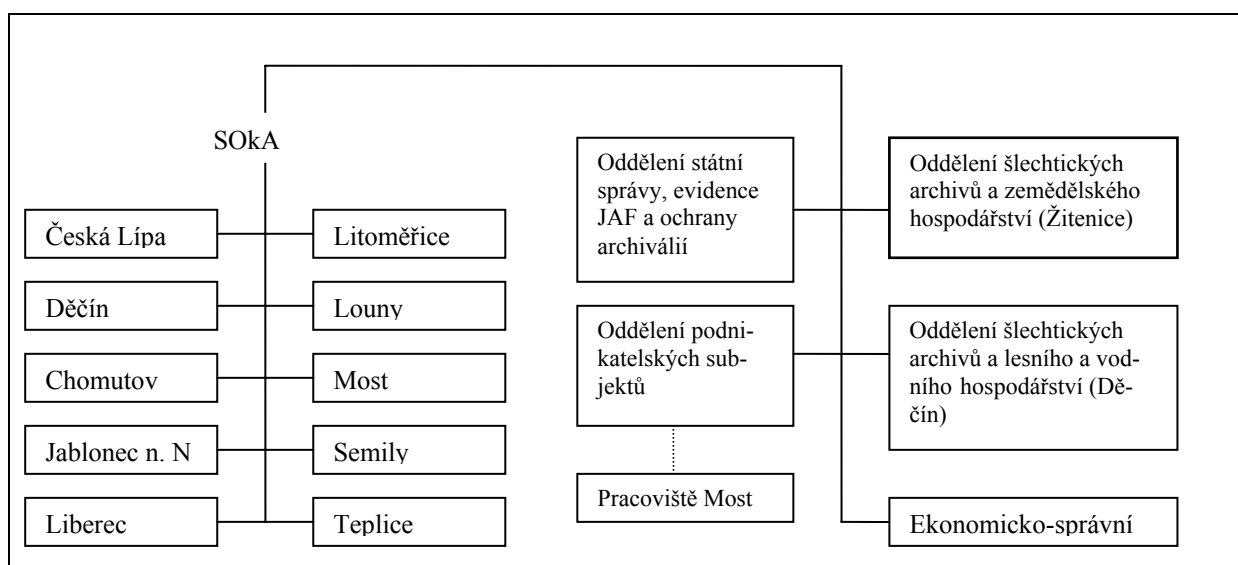 SOkA
Česká Lípa
Litoměřice
Děčín
Louny
Chomutov
Most
Jablonec n. N
Semily
Liberec
Teplice
Oddělení státní
správy, evidence
JAF a ochrany
archiválií
Oddělení šlechtických
archivů a zemědělského
hospodářství (Žitenice)
Oddělení podni-
katelských sub-
jektů
Oddělení šlechtických
archivů a lesního a vod-
ního hospodářství (Dě-
čín)
Pracoviště Most
Ekonomicko-správní